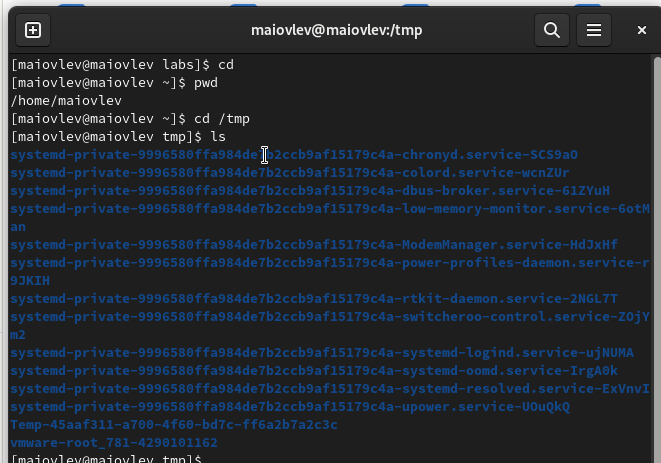 maiovlev@maiovlev:/tmp
[maiovlev@maiovlev labs]$ cd
[maiovlev@maiovlev ~]$ pwd
/home/maiovlev
[maiovlev@maiovlev ~]$ cd /tmp
[maiovlev@maiovlev tmp]$ ls
systemd-private-9996580ffa984de7b2ccb9af15179c4a-chronyd.service-SCS9aO
systemd-private-9996580ffa984de7b2ccb9af15179c4a-colord.service-wcnZUr
systemd-private-9996580ffa984de7b2ccb9af15179c4a-dbus-broker.service-61ZYuH
systemd-private-9996580ffa984de7b2ccb9af15179c4a-low-memory-monitor.service-6otM
an
systemd-private-9996580ffa984de7b2ccb9af15179c4a-ModemManager.service-HdJxHf
systemd-private-9996580ffa984de7b2ccb9af15179c4a-power-profiles-daemon.service-r
9JKIH
systemd-private-9996580ffa984de7b2ccb9af15179c4a-rtkit-daemon.service-2NGL7T
systemd-private-9996580ffa984de7b2ccb9af15179c4a-switcheroo-control.service-ZOjY
m2
systemd-private-9996580ffa984de7b2ccb9af15179c4a-systemd-logind.service-ujNUMA
systemd-private-9996580ffa984de7b2ccb9af15179c4a-systemd-oomd.service-IrgA0k
systemd-private-9996580ffa984de7b2ccb9af15179c4a-systemd-resolved.service-ExVnvI
systemd-private-9996580ffa984de7b2ccb9af15179c4a-upower.service-UOuQkQ
Temp-45aaf311-a700-4f60-bd7c-ff6a2b7a2c3c
vmware-root_781-4290101162
[maiovlev@maiovlev tmp]$